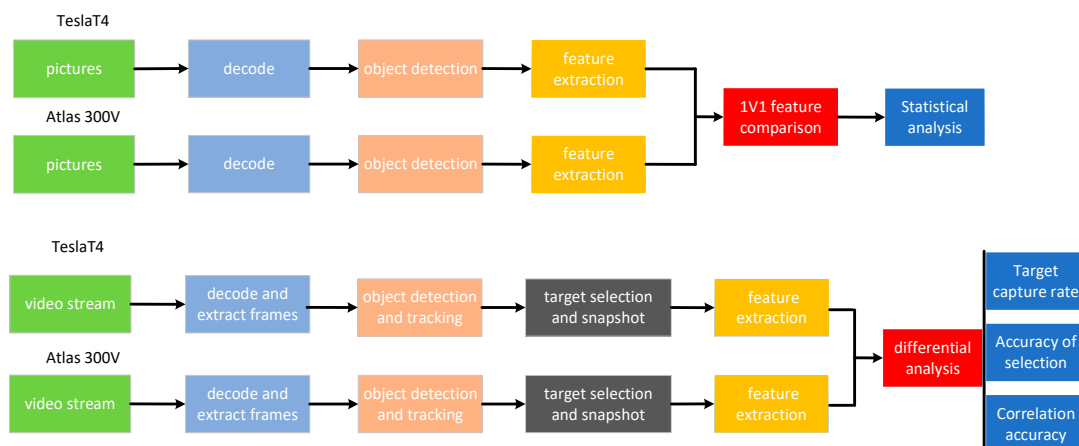 TeslaT4
pictures
decode
object detection
feature
extraction
Atlas 300V
pictures
decode
object detection
feature
extraction
1V1 feature
comparison
Statistical
analysis
TeslaT4
video stream
decode and
extract frames
object detection
and tracking
target selection
and snapshot
feature
extraction
Atlas 300V
video stream
decode and
extract frames
object detection
and tracking
target selection
and snapshot
feature
extraction
differential
analysis
Target
capture rate
Accuracy of
selection
Correlation
accuracy